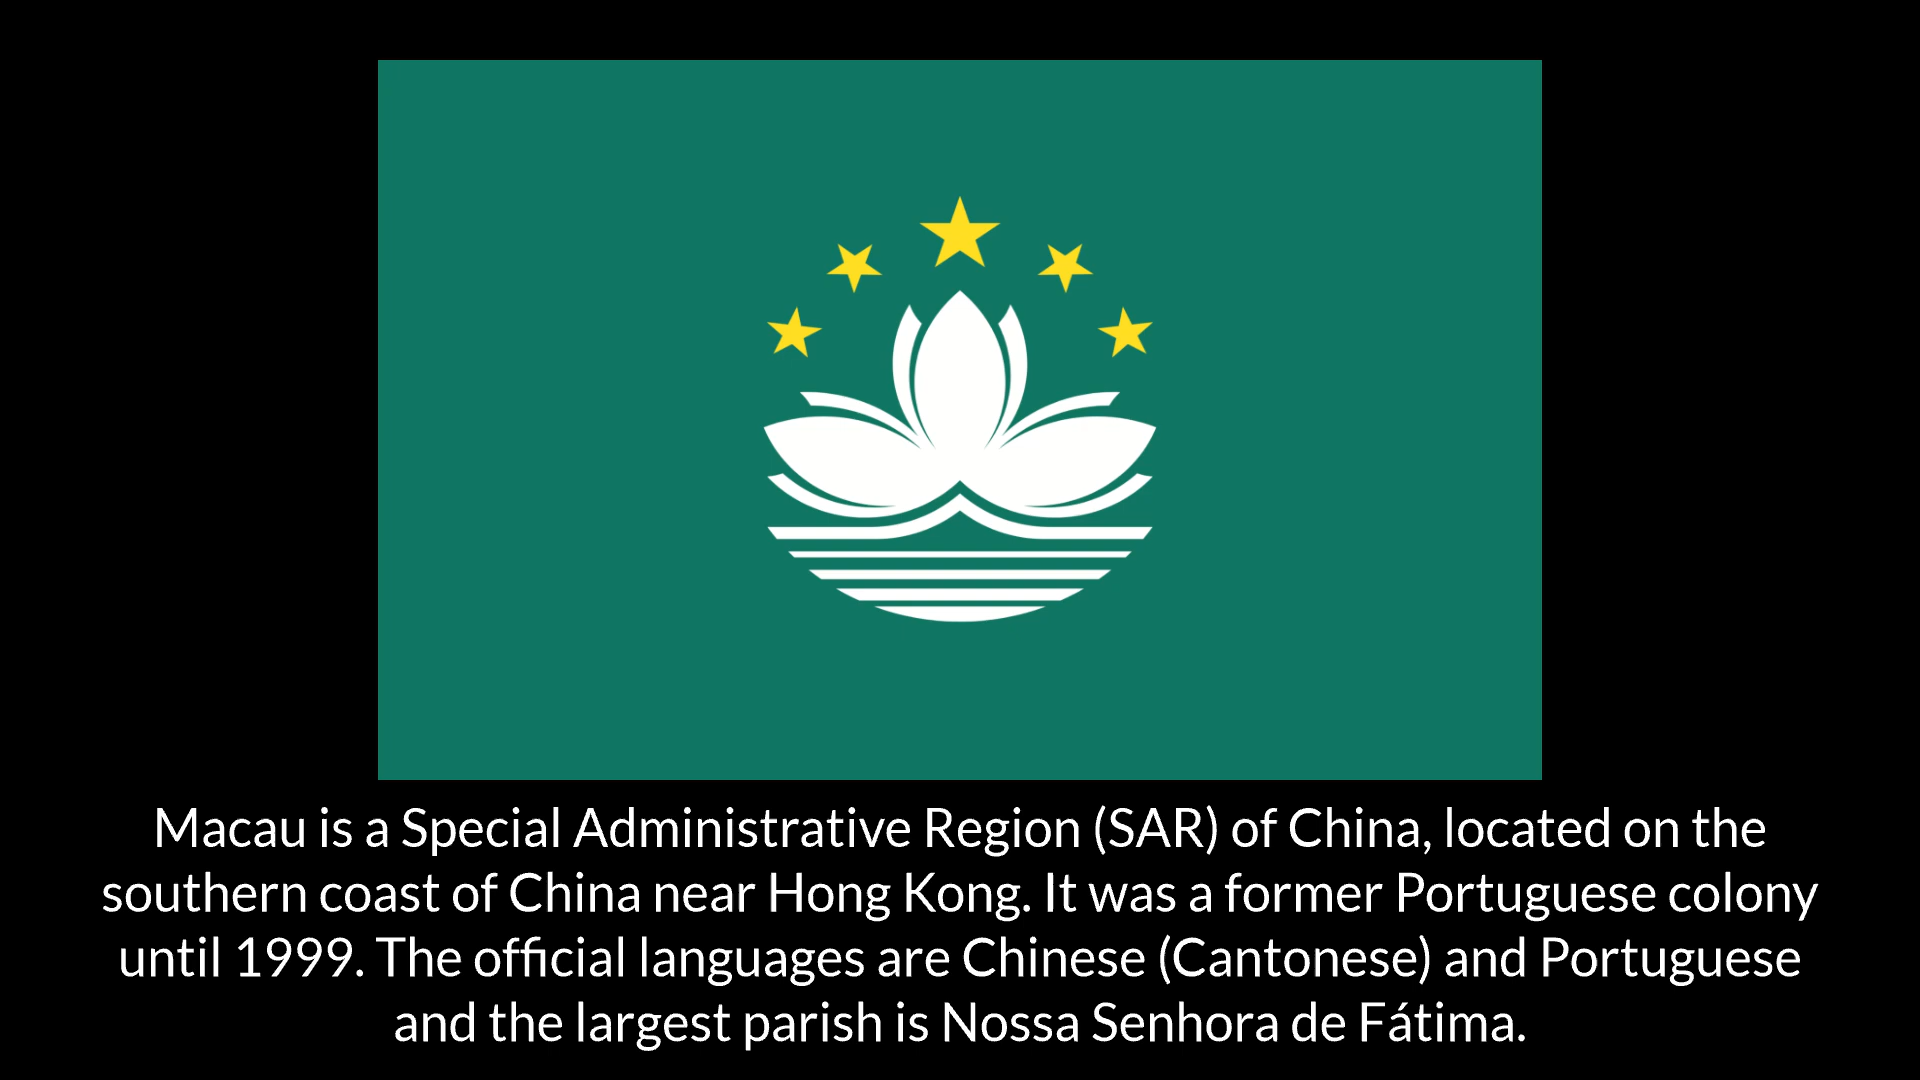 Macau is a Special Administrative Region (SAR) of China, located on the
southern coast of China near Hong Kong. It was a former Portuguese colony
until 1999. The official languages are Chinese (Cantonese) and Portuguese
and the largest parish is Nossa Senhora de Fátima.